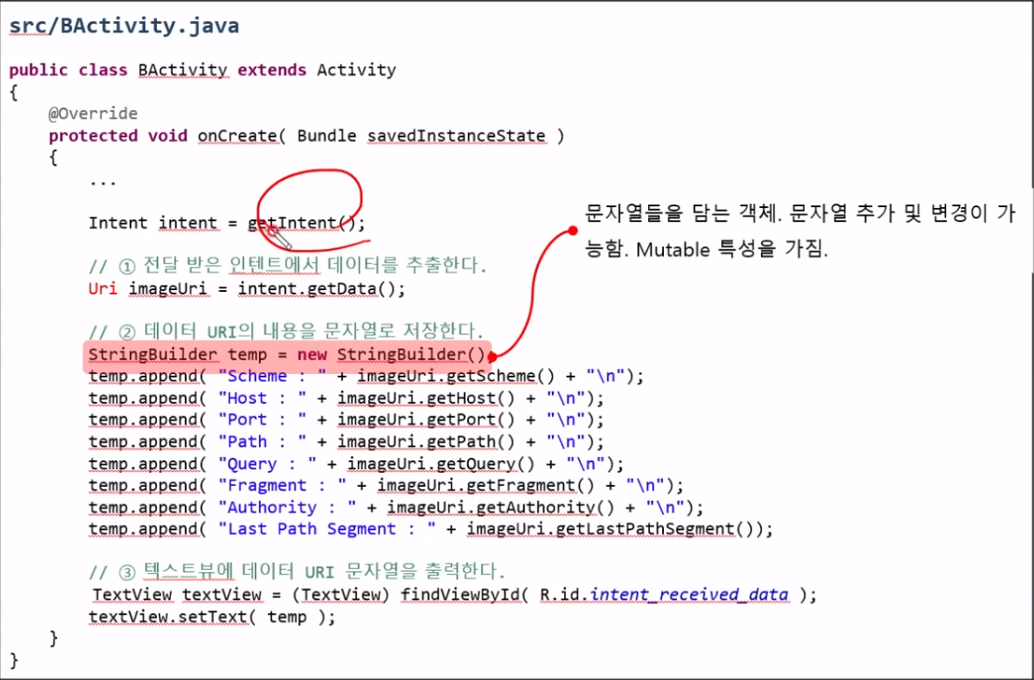 src/BActivity.java
public class BActivity extends Activity
{
@Override
protected void onCreate( Bundle savedInstanceState )
{
...
Intent intent = getIntent();
문자열들을 담는 객체. 문자열 추가 및 변경이 가
능함. Mutable 특성을 가짐.
// ① 전달 받은 인텐트에서 데이터를 추출한다.
Uri imageUri = intent.getData();
// ② 데이터 URI의 내용을 문자열로 저장한다.
StringBuilder temp = new StringBuilder();
temp.append( "Scheme : " + imageUri.getScheme() + "\n");
temp.append( "Host : " + imageUri.getHost() + "\n");
temp.append( "Port : " + imageUri.getPort() + "\n");
temp.append( "Path : " + imageUri.getPath() + "\n");
temp.append( "Query : " + imageUri.getQuery() + "\n");
temp.append( "Fragment : " + imageUri.getFragment() + "\n");
temp.append( "Authority : " + imageUri.getAuthority() + "\n");
temp.append( "Last Path Segment : " + imageUri.getLastPathSegment());
// ③ 텍스트뷰에 데이터 URI 문자열을 출력한다.
TextView textView = (TextView) findViewById( R.id.intent_received_data );
textView.setText( temp );
}
}